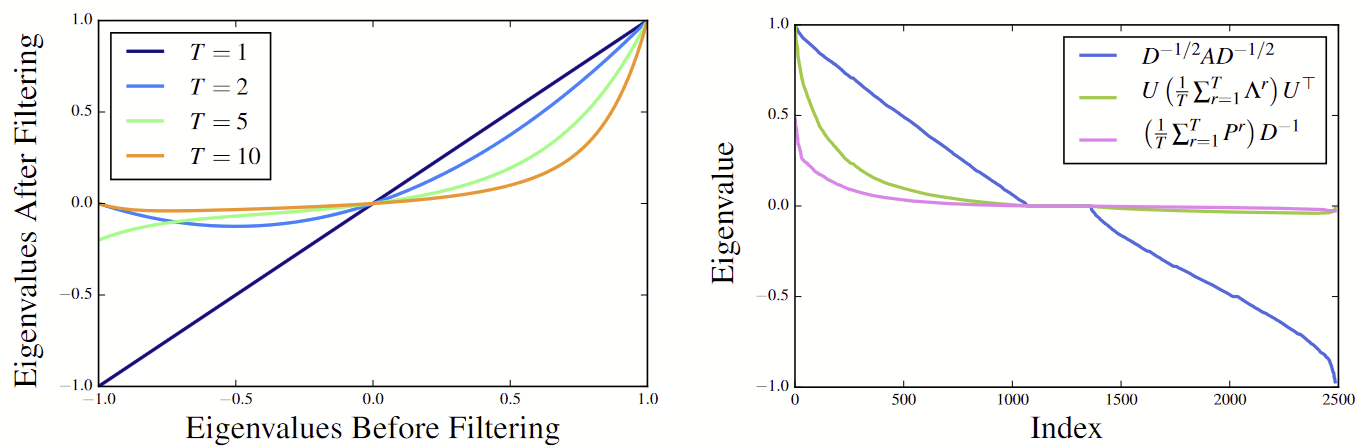 Eigenvalues After Filtering
1.0
0.5
0.0
−0.5
−1.0
T = 1
T = 2
T = 5
T = 10
−1.0 −0.5 0.0 0.5 1.0
Eigenvalues Before Filtering
Eigenvalue
1.0
0.5
0.0
−0.5
−1.0
D^{−1/2}AD^{−1/2}
U(\frac{1}{T}∑_{r=1}^{T}Λ^r)U^⊤
(\frac{1}{T}∑_{r=1}^{T}P^r)D^{−1}
0 500 1000 1500 2000 2500
Index